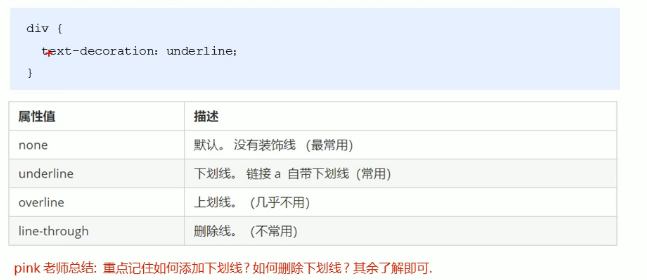 div {
text-decoration: underline;
}
属性值 描述
none 默认。没有装饰线 (最常用)
underline 下划线。链接 a 自带下划线 (常用)
overline 上划线。(几乎不用)
line-through 删除线。(不常用)
pink 老师总结: 重点记住如何添加下划线? 如何删除下划线? 其余了解即可.